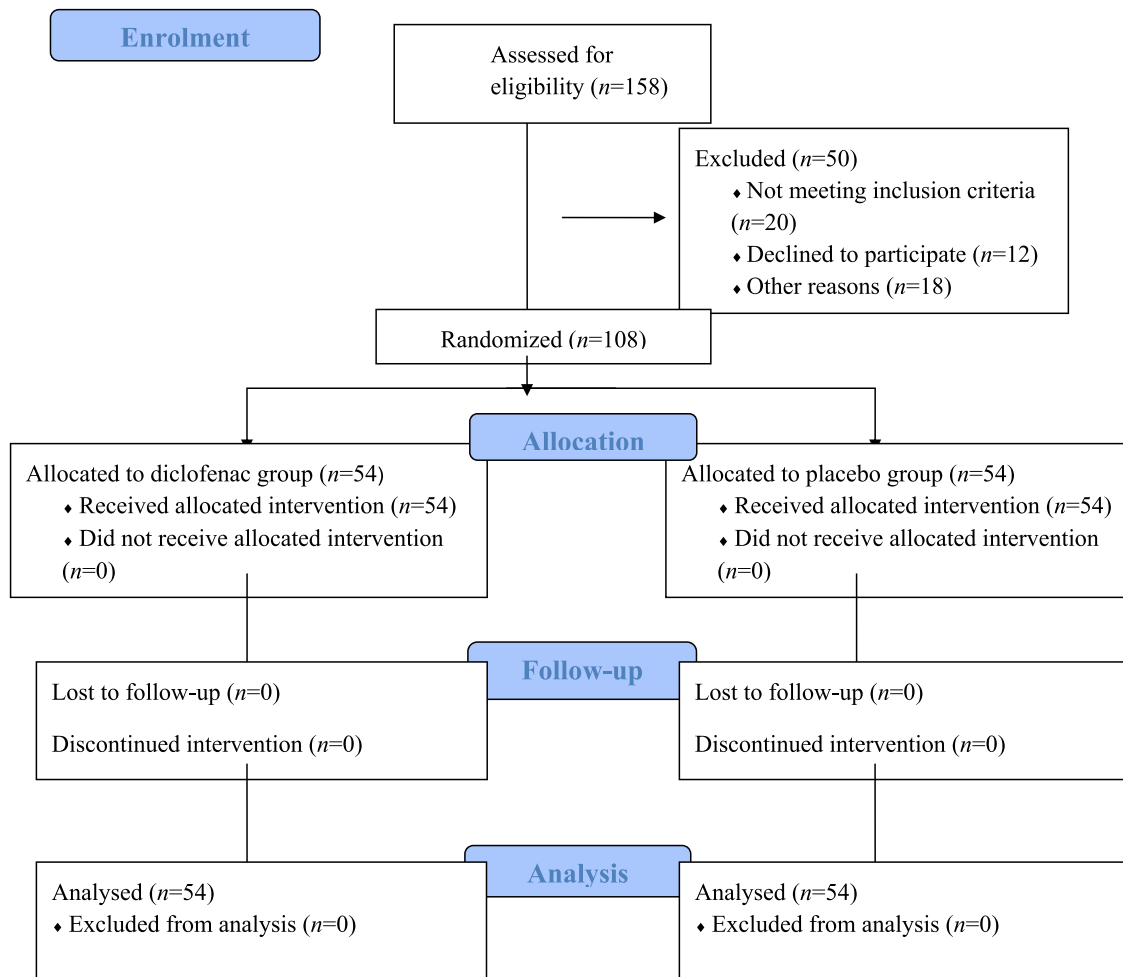 Enrolment
Assessed for
eligibility (n=158)
Excluded (n=50)
♦ Not meeting inclusion criteria
(n=20)
♦ Declined to participate (n=12)
♦ Other reasons (n=18)
Randomized (n=108)
Allocation
Allocated to diclofenac group (n=54)
♦ Received allocated intervention (n=54)
♦ Did not receive allocated intervention
(n=0)
Allocated to placebo group (n=54)
♦ Received allocated intervention (n=54)
♦ Did not receive allocated intervention
(n=0)
Follow-up
Lost to follow-up (n=0)
Discontinued intervention (n=0)
Lost to follow-up (n=0)
Discontinued intervention (n=0)
Analysis
Analysed (n=54)
♦ Excluded from analysis (n=0)
Analysed (n=54)
♦ Excluded from analysis (n=0)